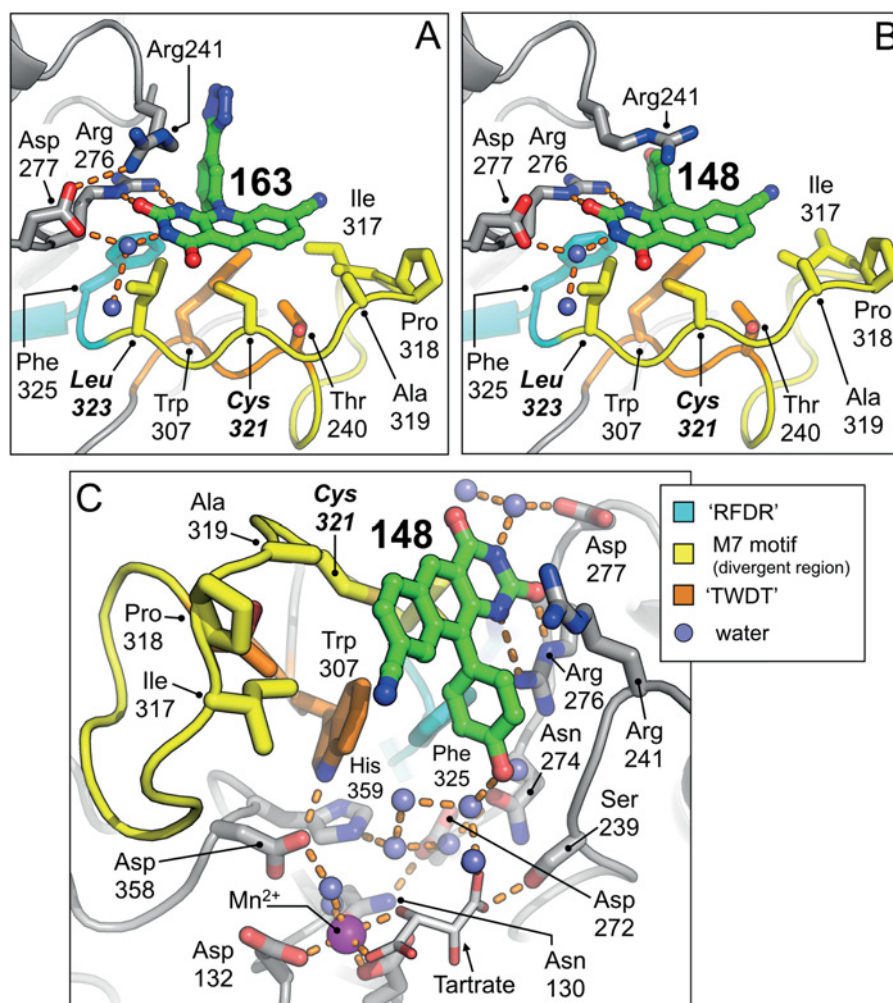 A
Arg241
Asp
277
Arg
276
163
Ile
317
Phe
325
Leu
323
Trp
307
Cys
321
Thr
240
Ala
319
Pro
318
B
Arg241
Asp
277
Arg
276
148
Ile
317
Phe
325
Leu
323
Trp
307
Cys
321
Thr
240
Ala
319
Pro
318
C
Ala
319
Cys
321
148
Asp
277
Pro
318
Trp
307
Ile
317
Arg
276
Arg
241
His
359
Phe
325
Asn
274
Ser
239
Asp
358
Mn²⁺
Asp
272
Asp
132
Tartrate
Asn
130
'RFDR'
M7 motif
(divergent region)
'TWDT'
water